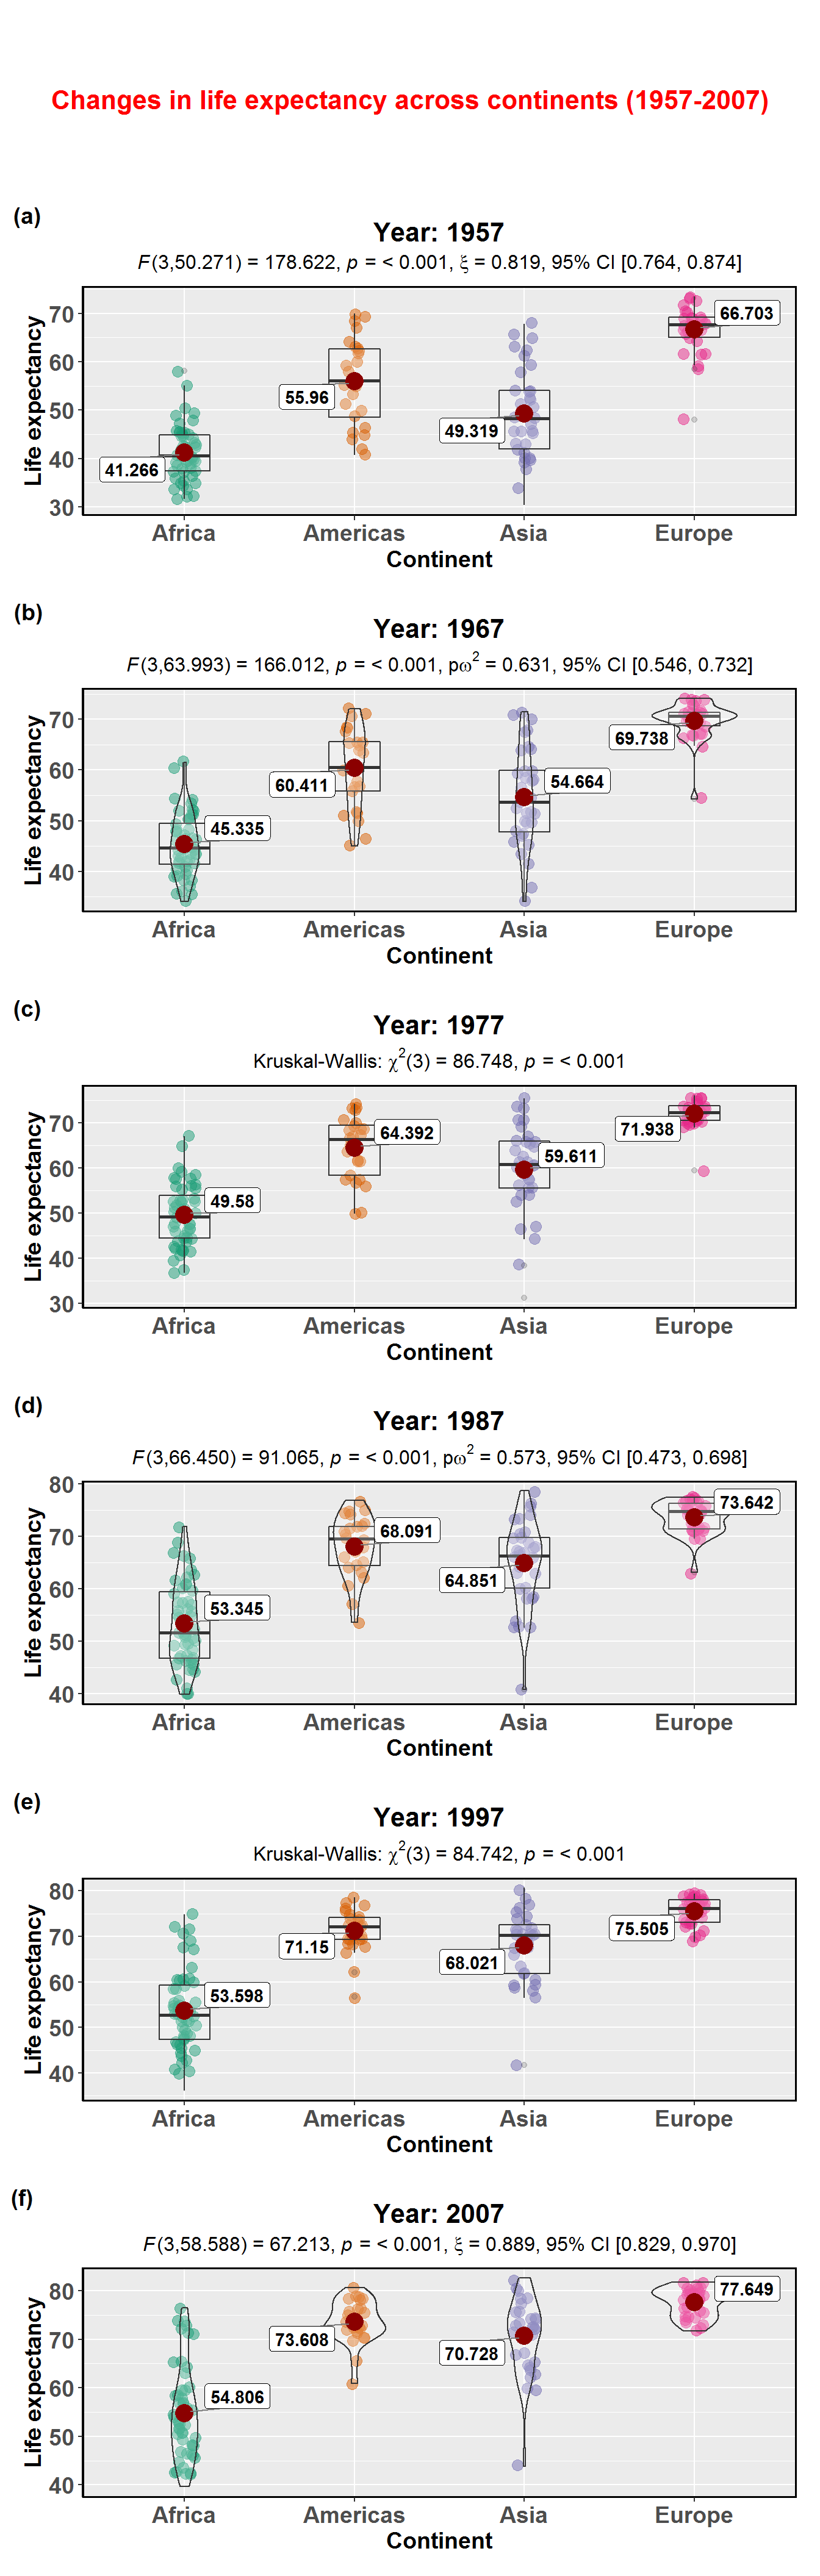 Changes in life expectancy across continents (1957-2007)
(a)
Year: 1957
F(3,50.271) = 178.622, p = < 0.001, ξ = 0.819, 95% CI [0.764, 0.874]
Life expectancy
70
60
50
40
30
41.266
55.96
49.319
66.703
Africa Americas Asia Europe
Continent
(b)
Year: 1967
F(3,63.993) = 166.012, p = < 0.001, pω² = 0.631, 95% CI [0.546, 0.732]
Life expectancy
70
60
50
40
45.335
60.411
54.664
69.738
Africa Americas Asia Europe
Continent
(c)
Year: 1977
Kruskal-Wallis: χ²(3) = 86.748, p = < 0.001
Life expectancy
70
60
50
40
30
49.58
64.392
59.611
71.938
Africa Americas Asia Europe
Continent
(d)
Year: 1987
F(3,66.450) = 91.065, p = < 0.001, pω² = 0.573, 95% CI [0.473, 0.698]
Life expectancy
80
70
60
50
40
53.345
68.091
64.851
73.642
Africa Americas Asia Europe
Continent
(e)
Year: 1997
Kruskal-Wallis: χ²(3) = 84.742, p = < 0.001
Life expectancy
80
70
60
50
40
53.598
71.15
68.021
75.505
Africa Americas Asia Europe
Continent
(f)
Year: 2007
F(3,58.588) = 67.213, p = < 0.001, ξ = 0.889, 95% CI [0.829, 0.970]
Life expectancy
80
70
60
50
40
54.806
73.608
70.728
77.649
Africa Americas Asia Europe
Continent